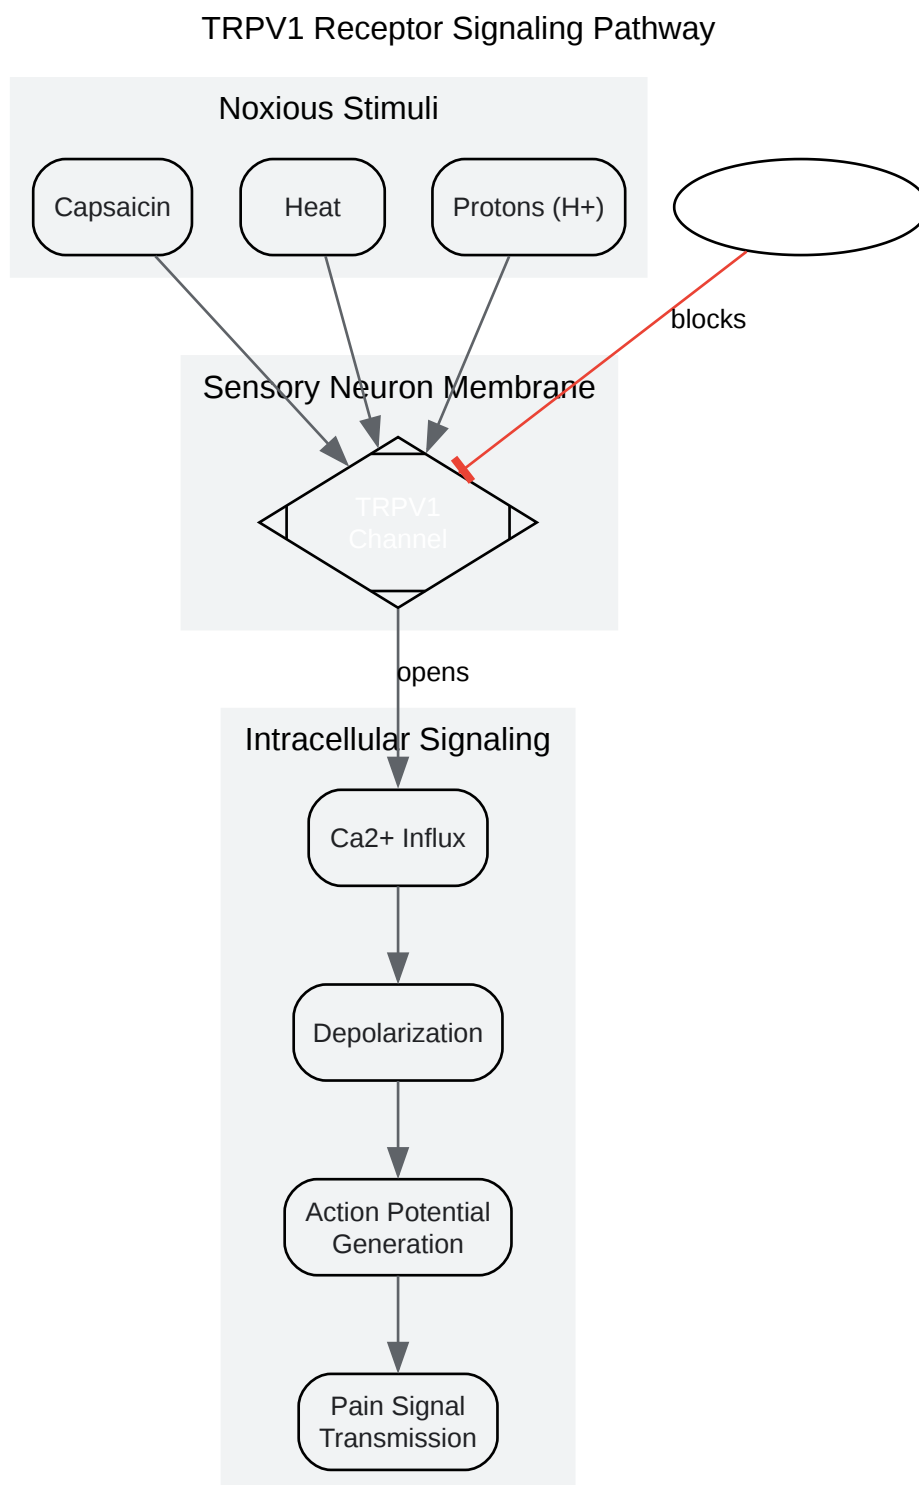 TRPV1 Receptor Signaling Pathway
Noxious Stimuli
Capsaicin
Heat
Protons (H+)
blocks
Sensory Neuron Membrane
TRPV1
Channel
opens
Intracellular Signaling
Ca2+ Influx
Depolarization
Action Potential
Generation
Pain Signal
Transmission